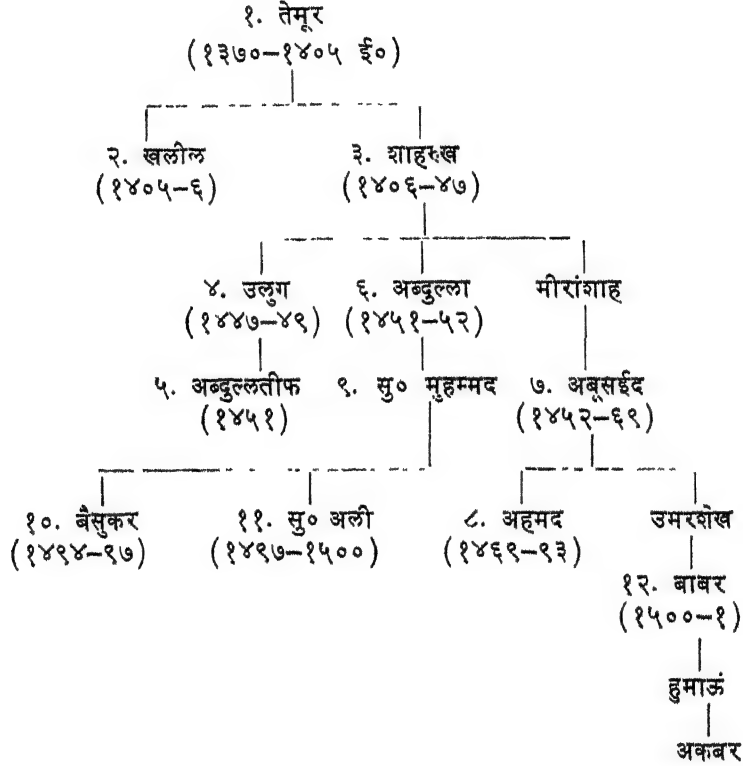 १. तेमूर
(१३७०–१४०५ ई०)
२. खलील ३. शाहरुख
(१४०५–६) (१४०६–४७)
४. उलुग ६. अब्दुल्ला मीरांशाह
(१४४७–४९) (१४५१–५२)
५. अब्दुल्लतीफ ९. सु० मुहम्मद ७. अबूसईद
(१४५१) (१४५२–६९)
१०. बैसुकर ११. सु० अली ८. अहमद उमरशेख
(१४९४–९७) (१४९७–१५००) (१४६९–९३)
१२. बाबर
(१५००–१)
हुमाऊं
अकबर